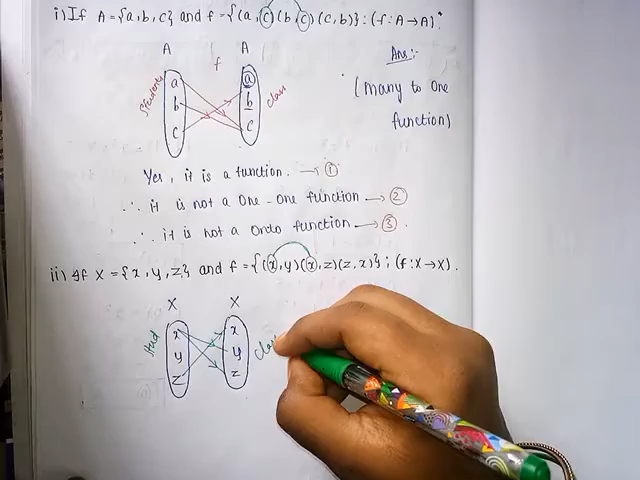 i) If A = {a, b, c} and f = {(a, c) (b, c) (c, b)} : (f : A → A)
A A Ans:
f
students a a class (many to one
b b function)
c c
Yes, it is a function. → ①
∴ it is not a one-one function → ②
∴ it is not a onto function → ③
ii) If X = {x, y, z} and f = {(x, y) (x, z) (z, x)} ; (f : X → X).
X X
stud x x
y y
z z